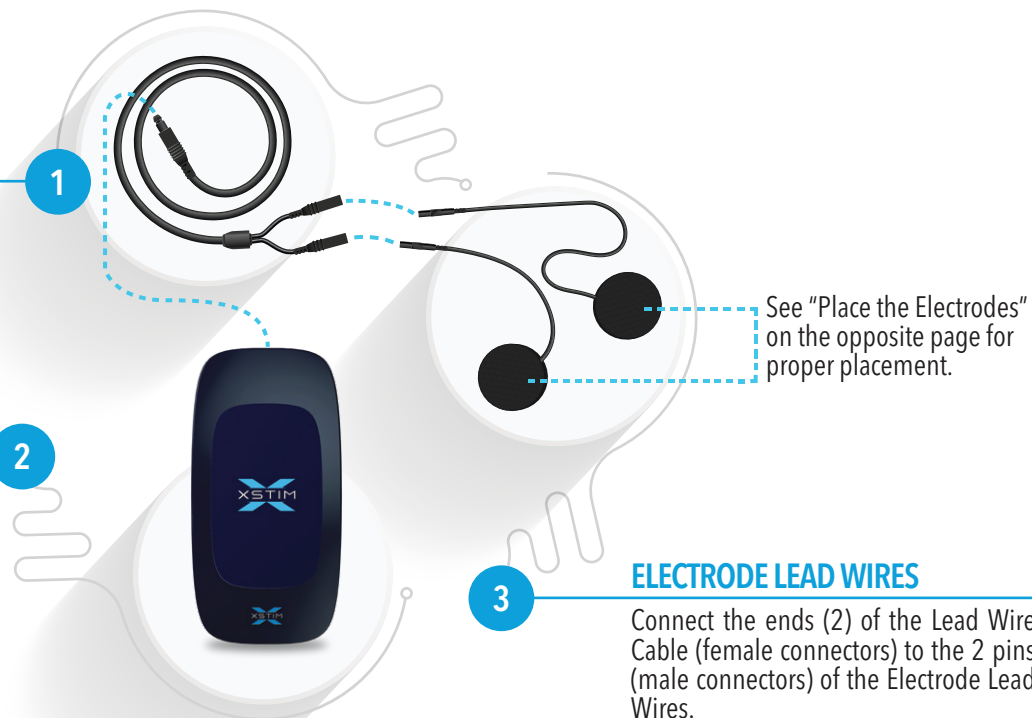 1
See "Place the Electrodes"
on the opposite page for
proper placement.
2
XSTIM
XSTIM
3
ELECTRODE LEAD WIRES
Connect the ends (2) of the Lead Wire
Cable (female connectors) to the 2 pins
(male connectors) of the Electrode Lead
Wires.